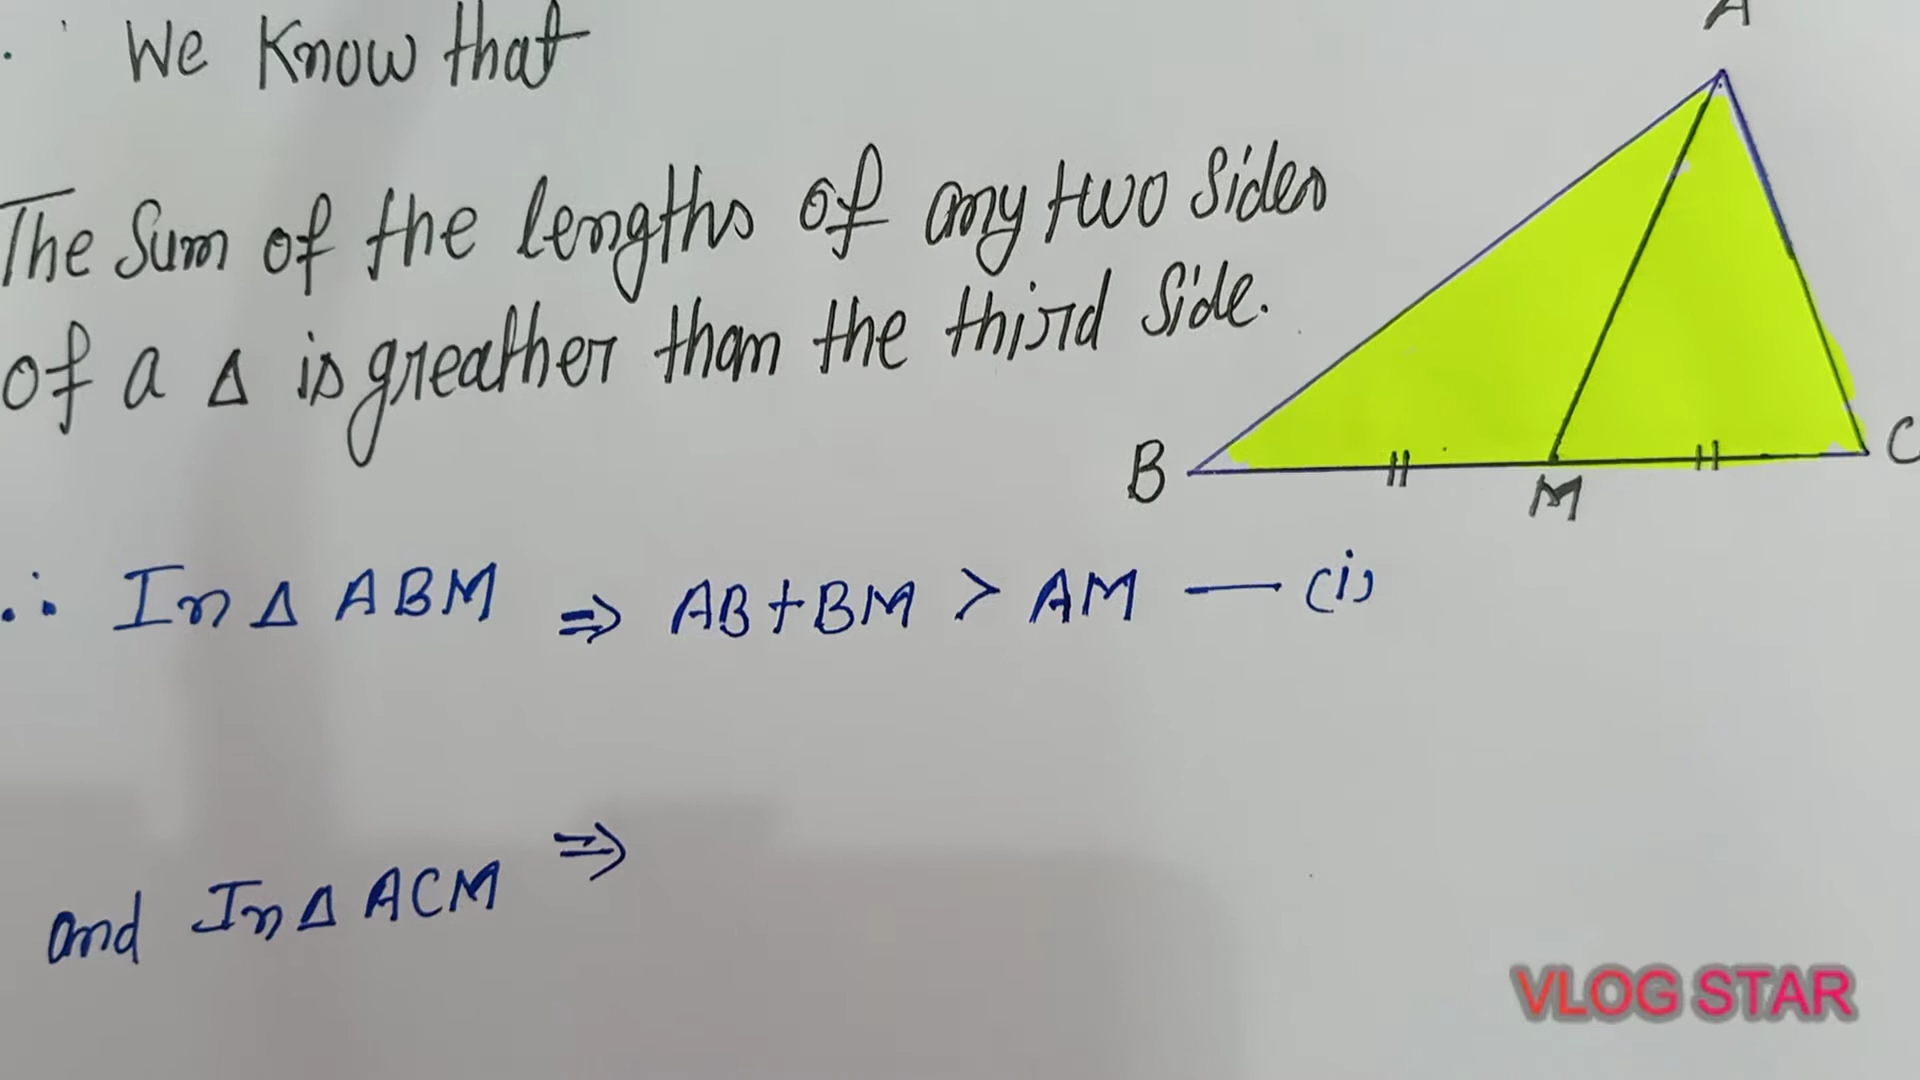 We Know that
The Sum of the lengths of any two sides
of a Δ is greather than the third side.
A
B
M
C
∴ In Δ ABM ⇒ AB+BM > AM — (i)
and In Δ ACM ⇒
VLOG STAR